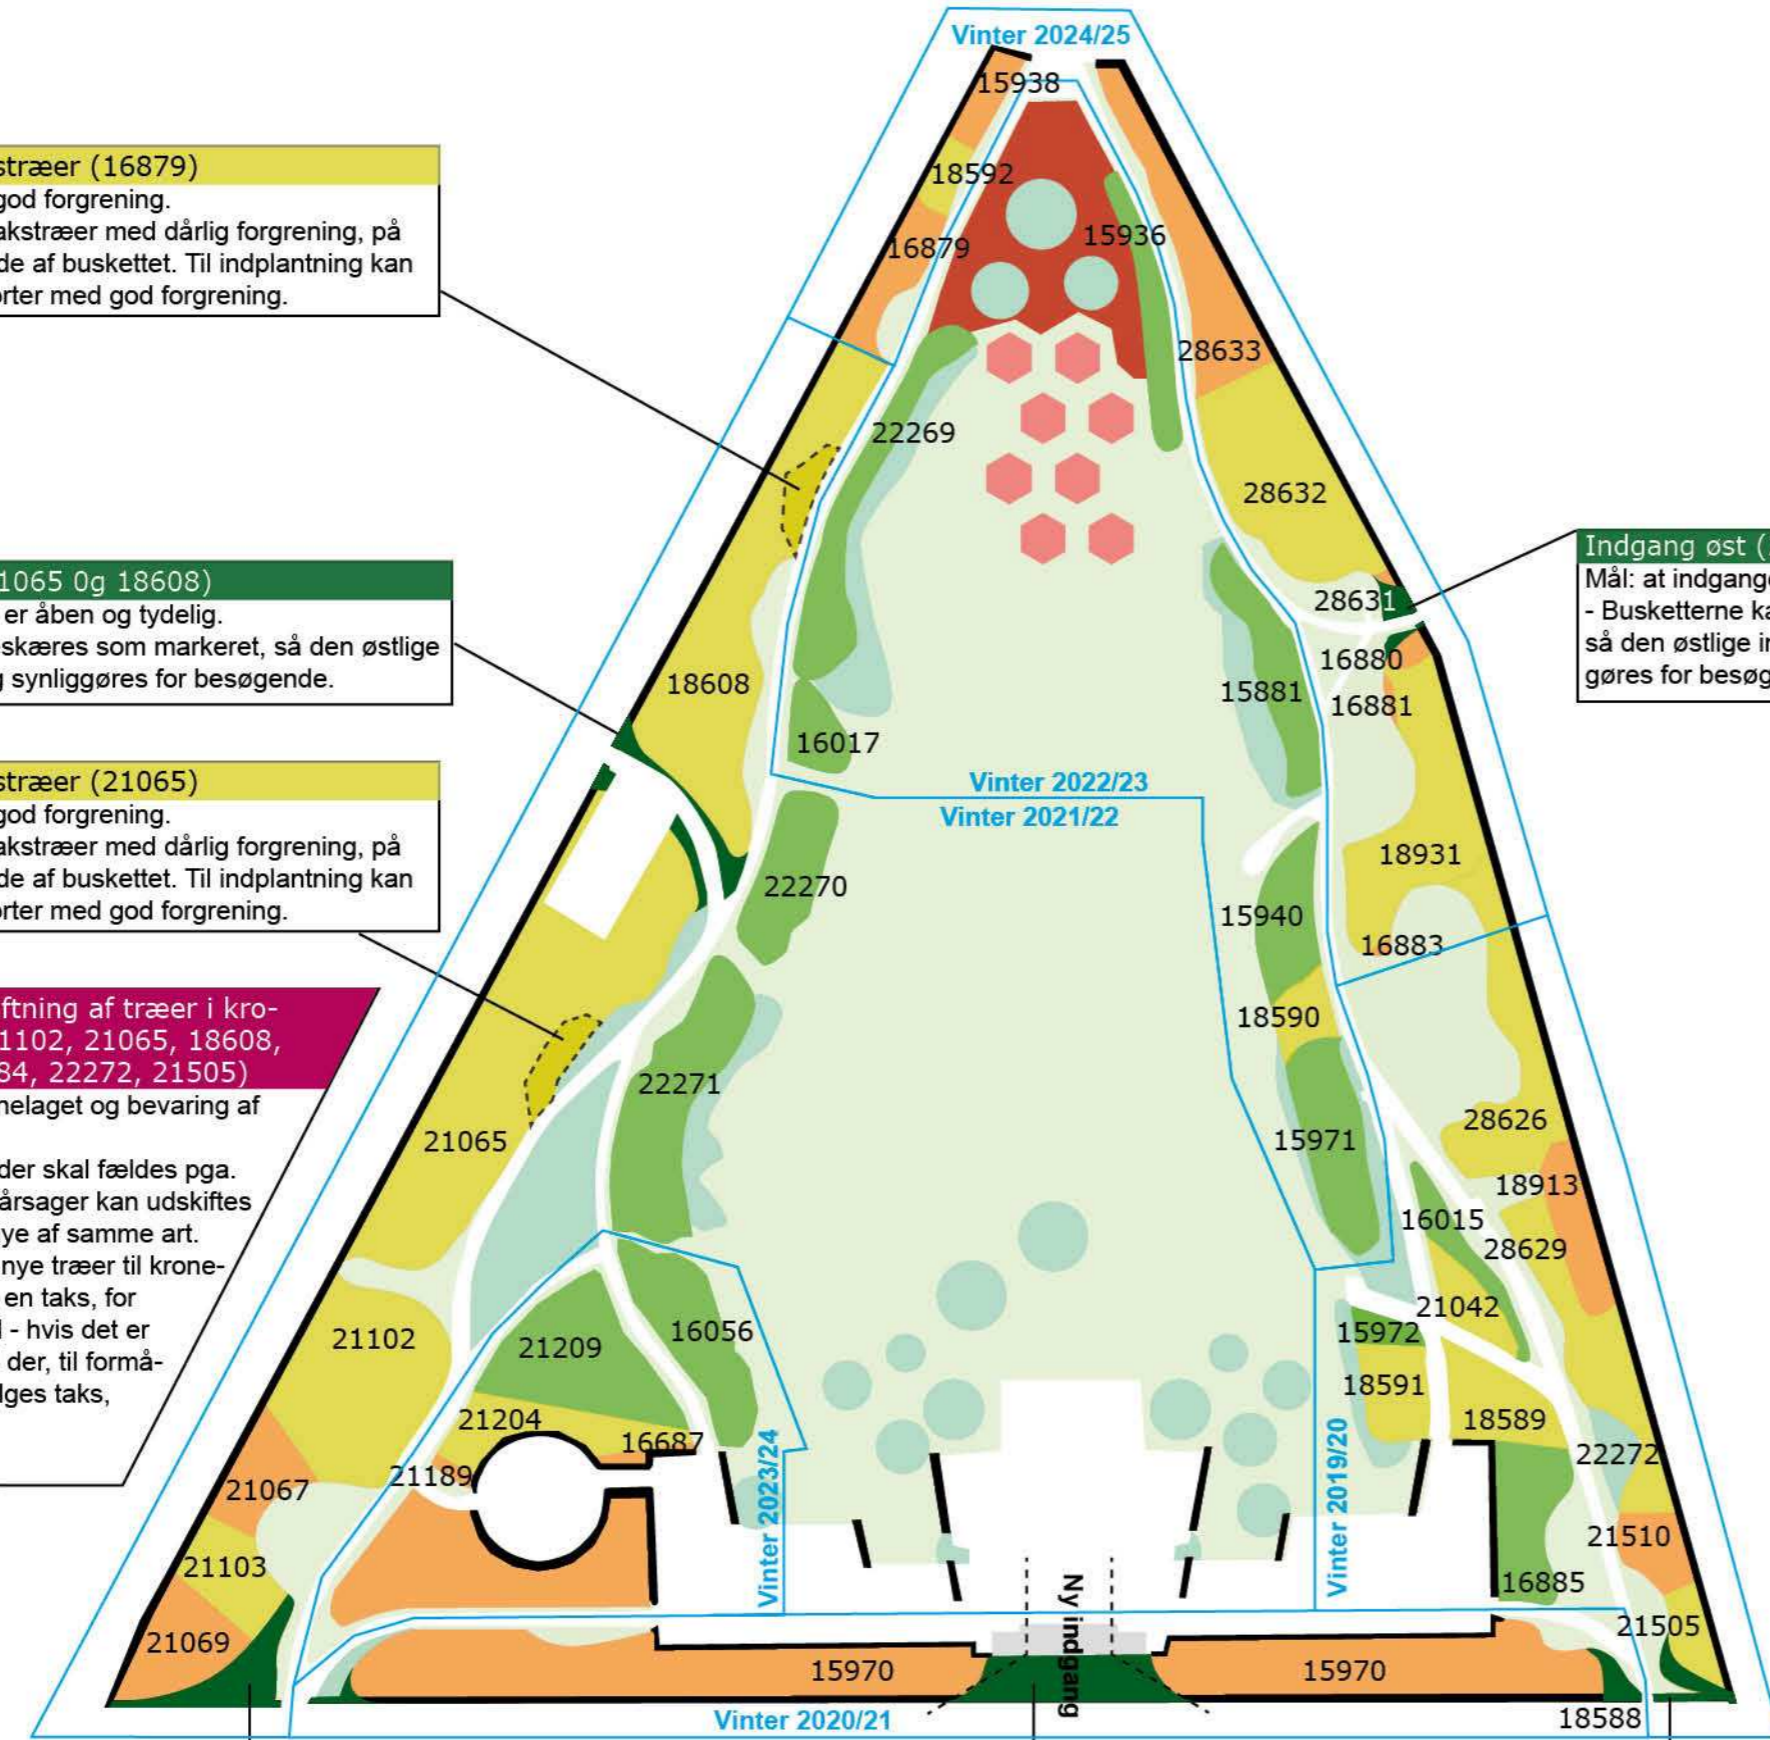 Vinter 2024/25
15938
18592
16879
15936
28633
22269
28632
28631
16880
16881
15881
18608
16017
Vinter 2022/23
Vinter 2021/22
22270
18931
15940
16883
18590
22271
21065
15971
28626
18913
16015
28629
21042
15972
16056
21209
21102
18591
18589
21204
16687
21189
21067
22272
21510
16885
21103
21069
21505
15970
15970
18588
Vinter 2023/24
Vinter 2019/20
Ny indgang
Vinter 2020/21
stræer (16879)
god forgrening.
akstræer med dårlig forgrening, på
de af buskettet. Til indplantning kan
orter med god forgrening.
1065 0g 18608)
er åben og tydelig.
eskæres som markeret, så den østlige
g synliggøres for besøgende.
stræer (21065)
god forgrening.
akstræer med dårlig forgrening, på
de af buskettet. Til indplantning kan
orter med god forgrening.
ftning af træer i kro-
1102, 21065, 18608,
84, 22272, 21505)
nelaget og bevaring af
der skal fældes pga.
årsager kan udskiftes
ye af samme art.
nye træer til krone-
en taks, for
- hvis det er
der, til formå-
lges taks,
Indgang øst (
Mål: at indgange
- Busketterne ka
så den østlige in
gøres for besøg